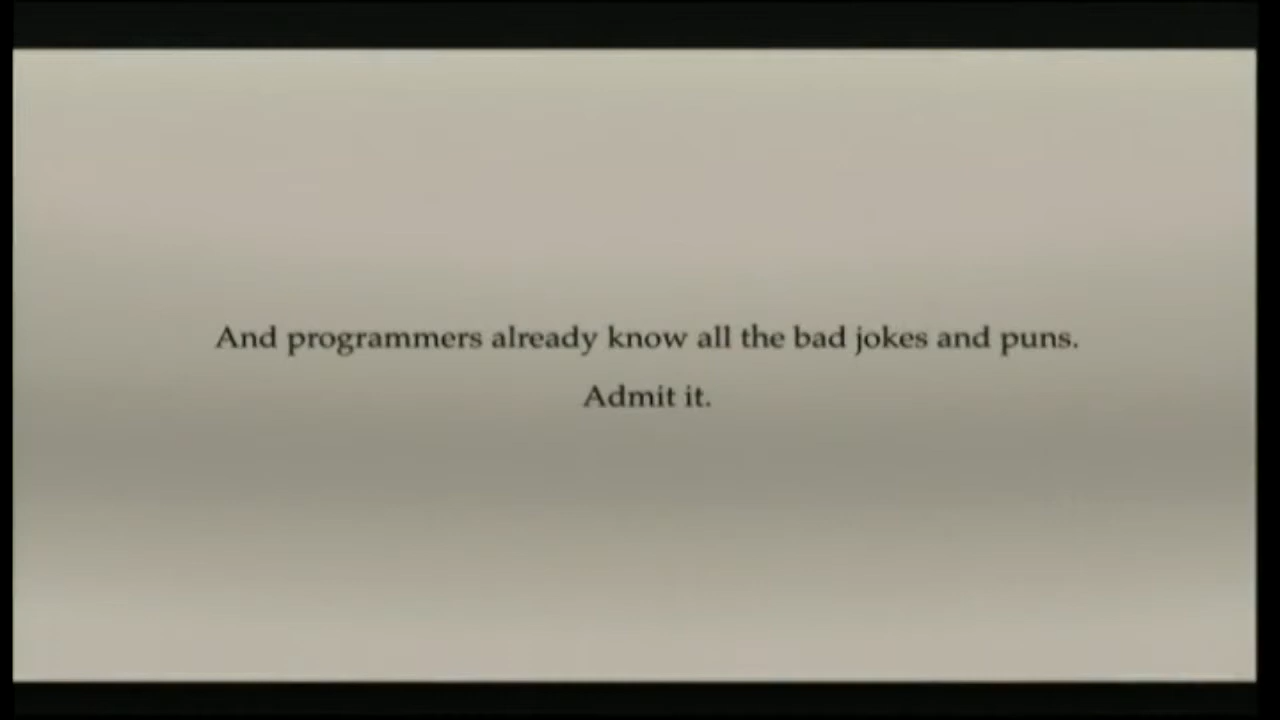 And programmers already know all the bad jokes and puns.
Admit it.